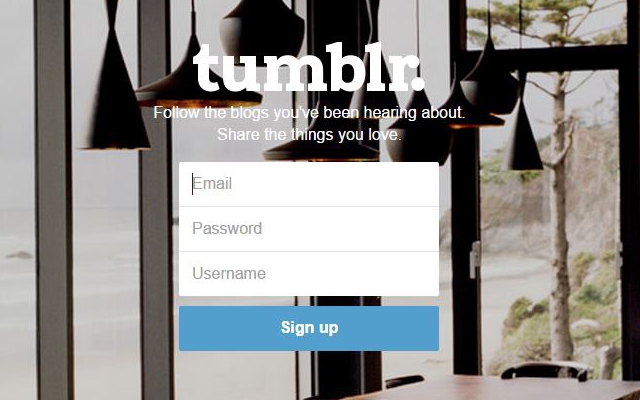 tumblr.
Follow the blogs you've been hearing about.
Share the things you love.
Email
Password
Username
Sign up